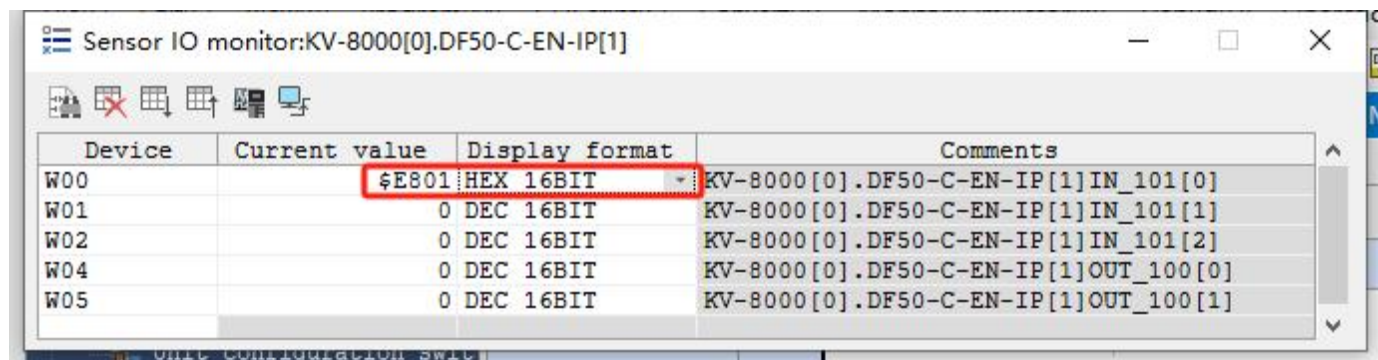 Sensor IO monitor:KV-8000[0].DF50-C-EN-IP[1]
Device Current value Display format Comments
W00 $E801 HEX 16BIT KV-8000[0].DF50-C-EN-IP[1]IN_101[0]
W01 0 DEC 16BIT KV-8000[0].DF50-C-EN-IP[1]IN_101[1]
W02 0 DEC 16BIT KV-8000[0].DF50-C-EN-IP[1]IN_101[2]
W04 0 DEC 16BIT KV-8000[0].DF50-C-EN-IP[1]OUT_100[0]
W05 0 DEC 16BIT KV-8000[0].DF50-C-EN-IP[1]OUT_100[1]